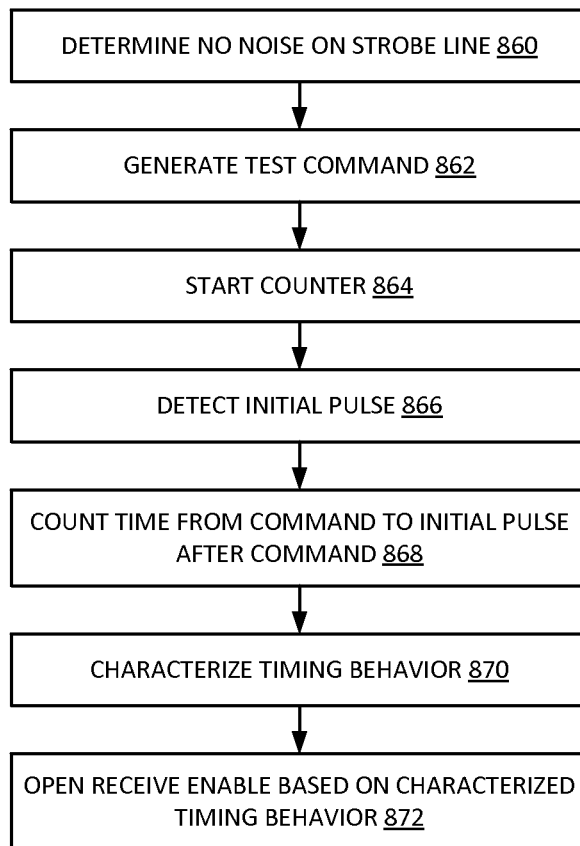 DETERMINE NO NOISE ON STROBE LINE 860
GENERATE TEST COMMAND 862
START COUNTER 864
DETECT INITIAL PULSE 866
COUNT TIME FROM COMMAND TO INITIAL PULSE
AFTER COMMAND 868
CHARACTERIZE TIMING BEHAVIOR 870
OPEN RECEIVE ENABLE BASED ON CHARACTERIZED
TIMING BEHAVIOR 872